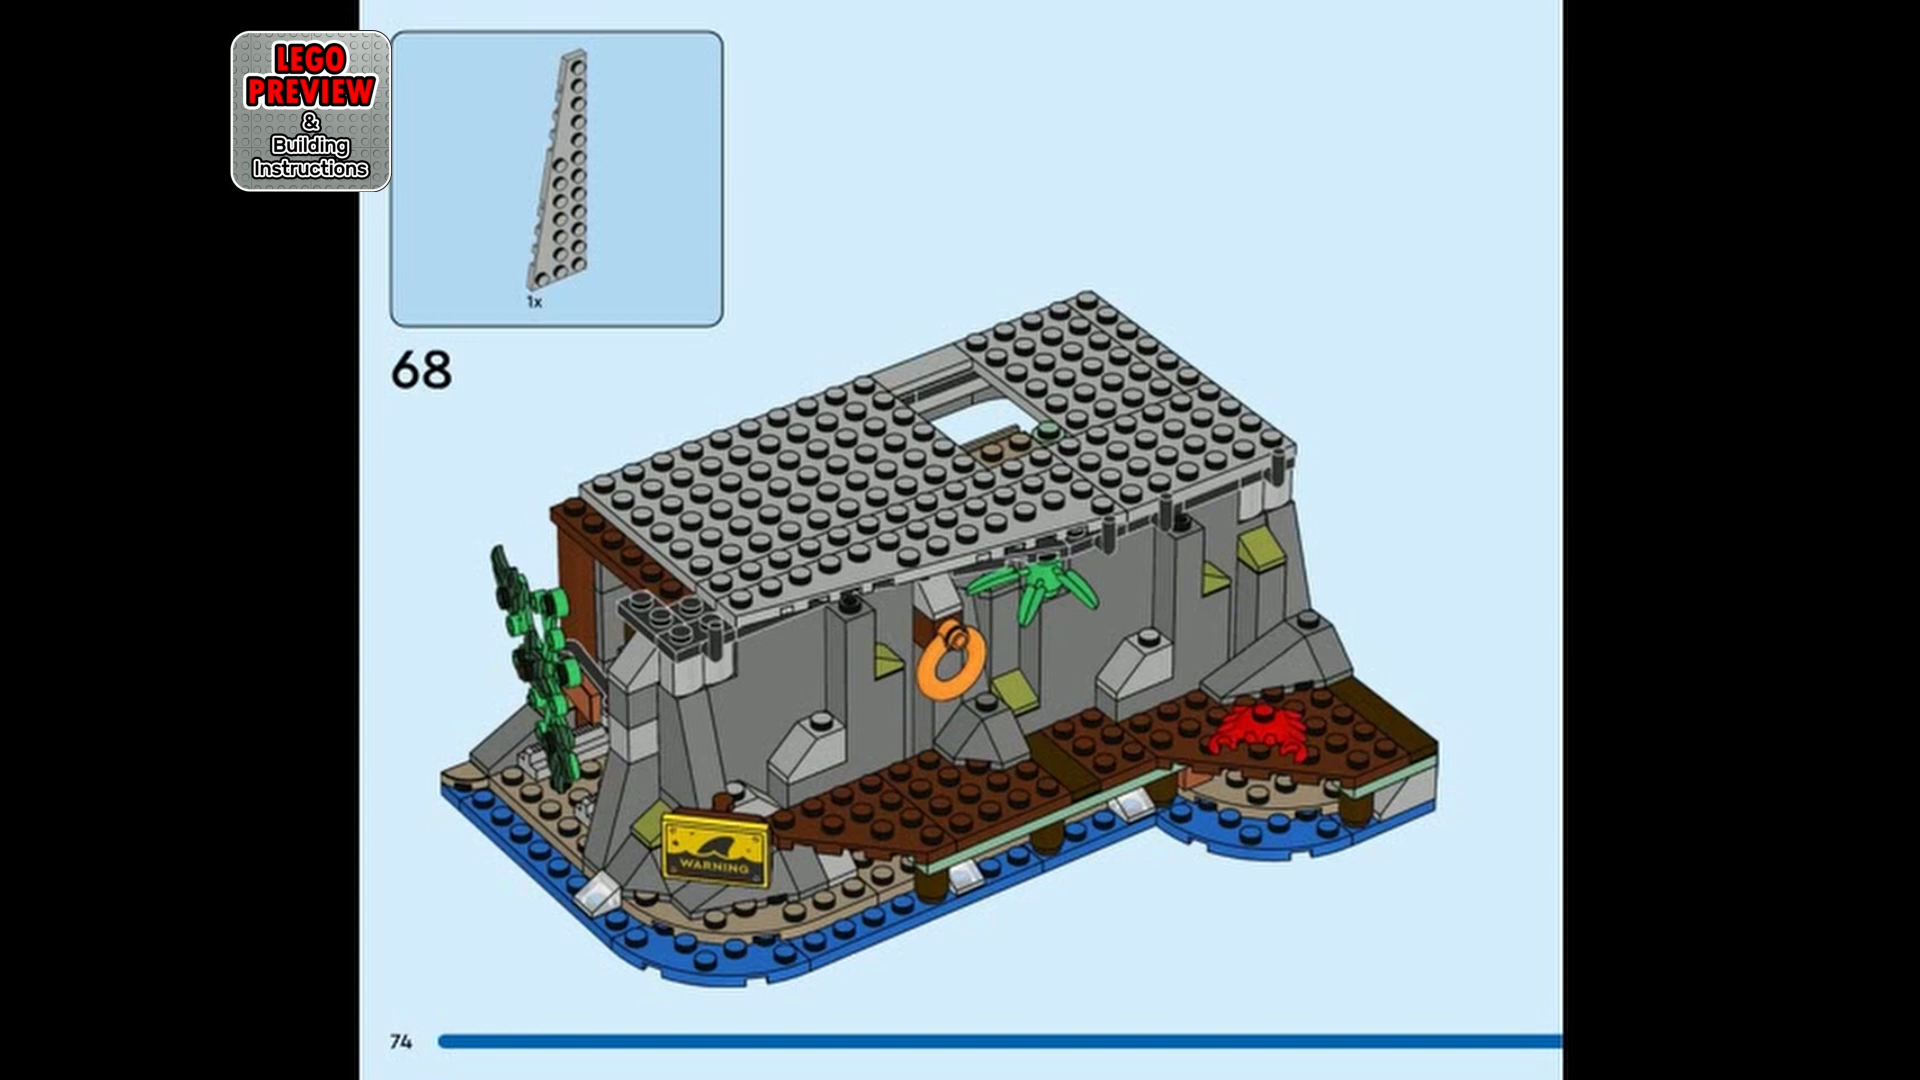 LEGO
PREVIEW
&
Building
Instructions
1x
68
WARNING
74